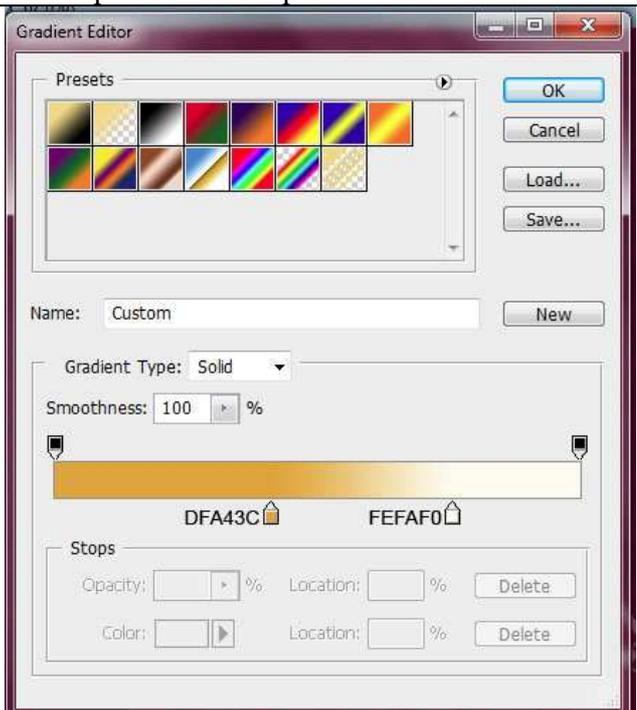 Gradient Editor
Presets
OK
Cancel
Load...
Save...
Name: Custom
New
Gradient Type: Solid
Smoothness: 100 %
DFA43C FEFAF0
Stops
Opacity: % Location: % Delete
Color: Location: % Delete